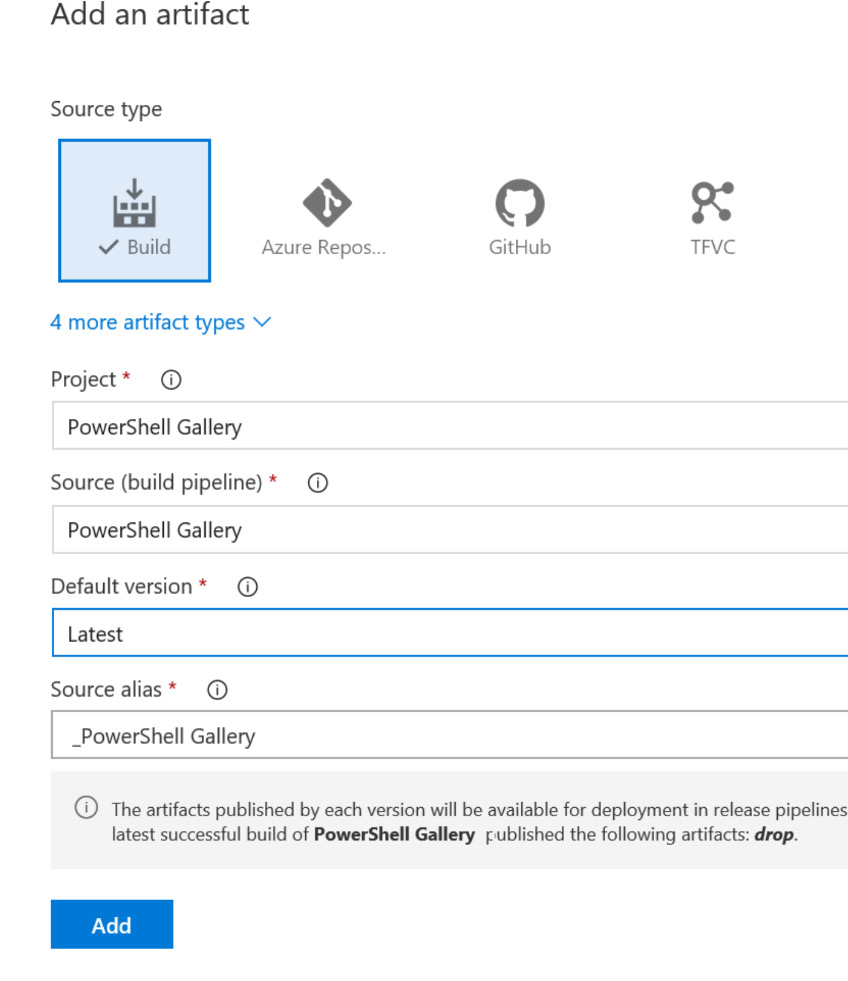 Add an artifact
Source type
Build
Azure Repos...
GitHub
TFVC
4 more artifact types
Project *
PowerShell Gallery
Source (build pipeline) *
PowerShell Gallery
Default version *
Latest
Source alias *
_PowerShell Gallery
The artifacts published by each version will be available for deployment in release pipelines
latest successful build of PowerShell Gallery published the following artifacts: drop.
Add